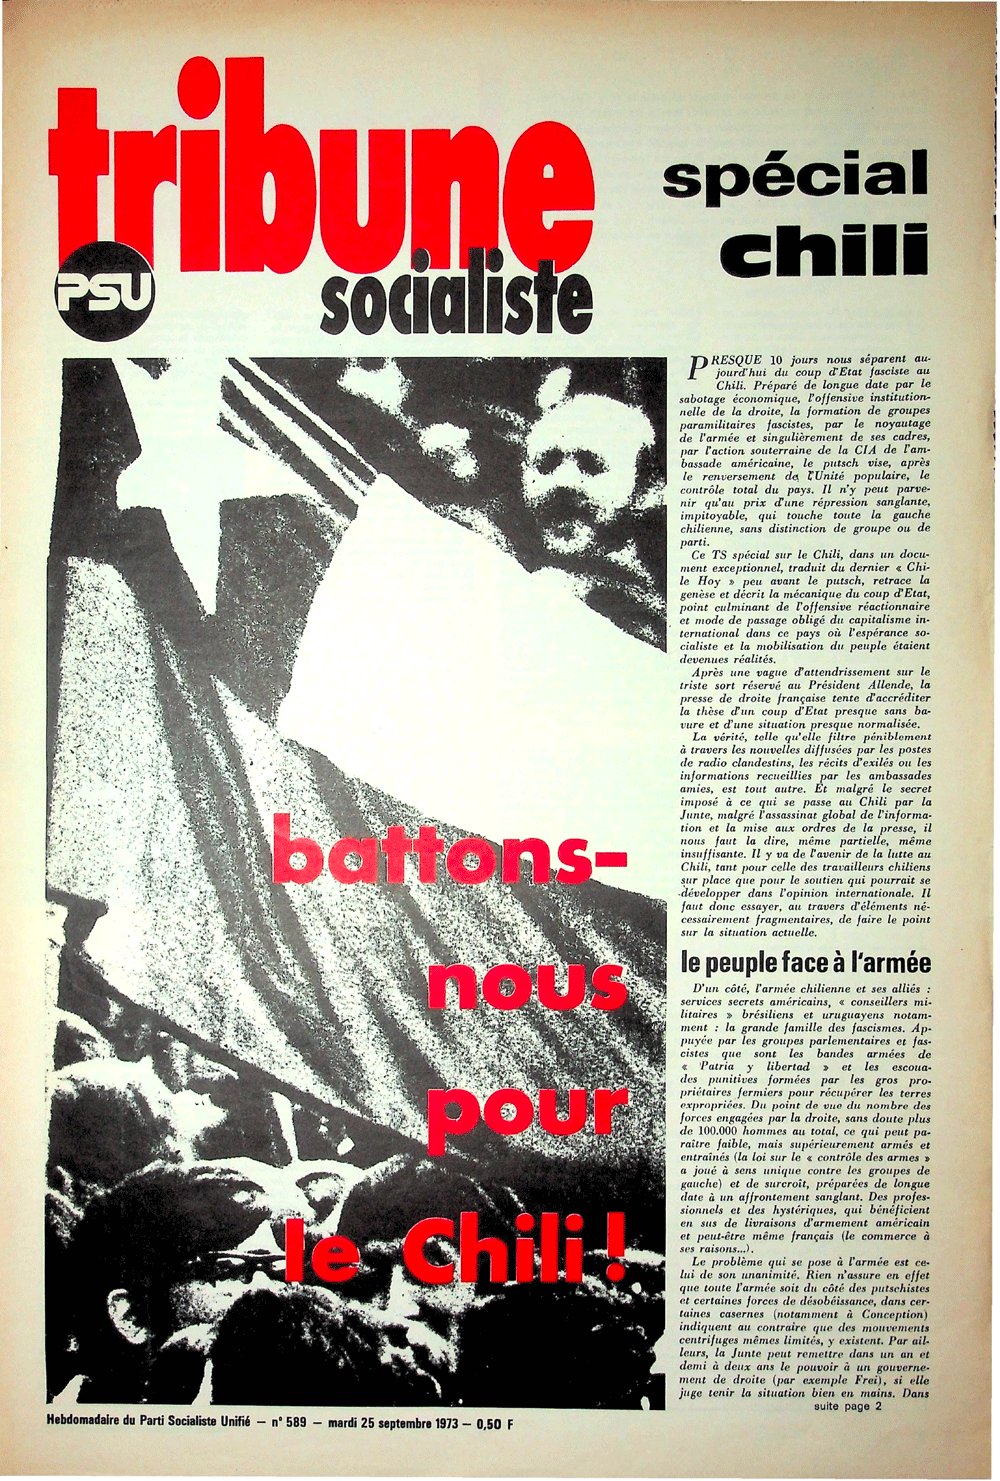 tribune
socialiste
PSU
spécial
chili
PRESQUE 10 jours nous séparent au-
jourd'hui du coup d'Etat fasciste au
Chili. Préparé de longue date par le
sabotage économique, l'offensive institution-
nelle de la droite, la formation de groupes
paramilitaires fascistes, par le noyautage
de l'armée et singulièrement de ses cadres,
par l'action souterraine de la CIA de l'am-
bassade américaine, le putsch vise, après
le renversement de l'Unité populaire, le
contrôle total du pays. Il n'y peut parve-
nir qu'au prix d'une répression sanglante,
impitoyable, qui touche toute la gauche
chilienne, sans distinction de groupe ou de
parti.
Ce TS spécial sur le Chili, dans un docu-
ment exceptionnel, traduit du dernier « Chi-
le Hoy » peu avant le putsch, retrace la
genèse et décrit la mécanique du coup d'Etat,
point culminant de l'offensive réactionnaire
et mode de passage obligé du capitalisme in-
ternational dans ce pays où l'espérance so-
cialiste et la mobilisation du peuple étaient
devenues réalités.
Après une vague d'attendrissement sur le
triste sort réservé au Président Allende, la
presse de droite française tente d'accréditer
la thèse d'un coup d'Etat presque sans ba-
vure et d'une situation presque normalisée.
La vérité, telle qu'elle filtre péniblement
à travers les nouvelles diffusées par les postes
de radio clandestins, les récits d'exilés ou les
informations recueillies par les ambassades
amies, est tout autre. Et malgré le secret
imposé à ce qui se passe au Chili par la
Junte, malgré l'assassinat global de l'informa-
tion et la mise aux ordres de la presse, il
nous faut la dire, même partielle, même
insuffisante. Il y va de l'avenir de la lutte au
Chili, tant pour celle des travailleurs chiliens
sur place que pour le soutien qui pourrait se
développer dans l'opinion internationale. Il
faut donc essayer, au travers d'éléments né-
cessairement fragmentaires, de faire le point
sur la situation actuelle.
le peuple face à l'armée
D'un côté, l'armée chilienne et ses alliés :
services secrets américains, « conseillers mi-
litaires » brésiliens et uruguayens notam-
ment : la grande famille des fascismes. Ap-
puyée par les groupes parlementaires et fas-
cistes que sont les bandes armées de
« Patria y libertad » et les escoua-
des punitives formées par les gros pro-
priétaires fermiers pour récupérer les terres
expropriées. Du point de vue du nombre des
forces engagées par la droite, sans doute plus
de 100.000 hommes au total, ce qui peut pa-
raître faible, mais supérieurement armés et
entraînés (la loi sur le « contrôle des armes »
a joué à sens unique contre les groupes de
gauche) et de surcroît, préparées de longue
date à un affrontement sanglant. Des profes-
sionnels et des hystériques, qui bénéficient
en sus de livraisons d'armement américain
et peut-être même français (le commerce à
ses raisons...).
Le problème qui se pose à l'armée est ce-
lui de son unanimité. Rien n'assure en effet
que toute l'armée soit du côté des putschistes
et certaines forces de désobéissance, dans cer-
taines casernes (notamment à Conception)
indiquent au contraire que des mouvements
centrifuges mêmes limités, y existent. Par ail-
leurs, la Junte peut remettre dans un an et
demi à deux ans le pouvoir à un gouverne-
ment de droite (par exemple Frei), si elle
juge tenir la situation bien en mains. Dans
suite page 2
battons-
nous
pour
le Chili !
Hebdomadaire du Parti Socialiste Unifié — n° 589 — mardi 25 septembre 1973 — 0,50 F